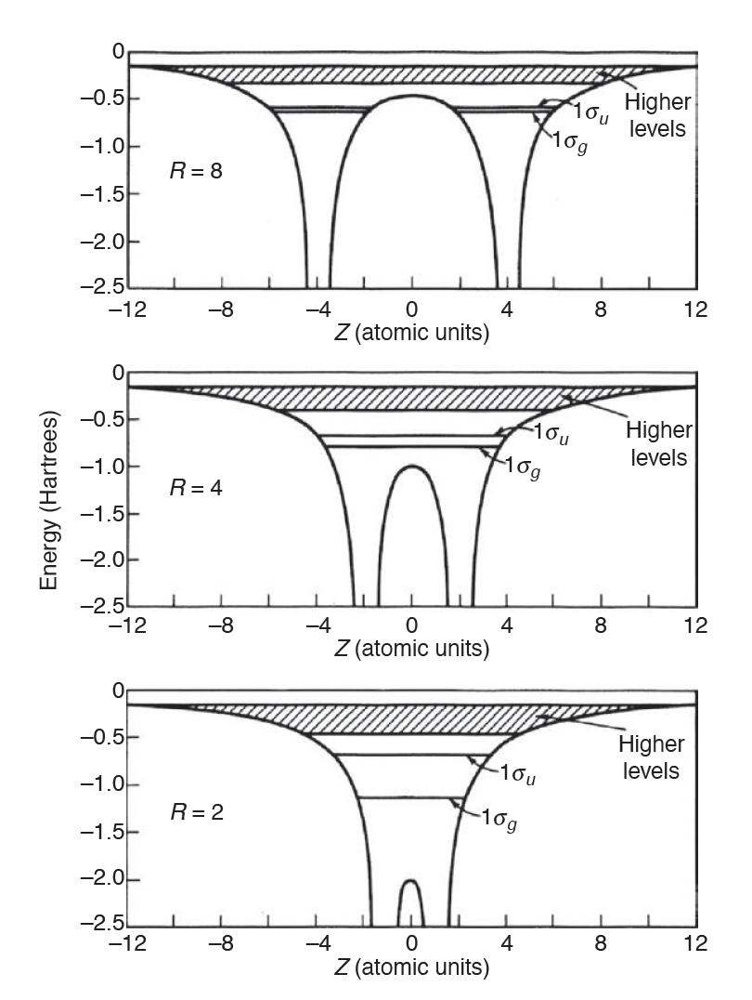 0
–0.5
–1.0
–1.5
–2.0
–2.5
R = 8
1σu
1σg
Higher
levels
–12
–8
–4
0
4
8
12
Z (atomic units)
Energy (Hartrees)
0
–0.5
–1.0
–1.5
–2.0
–2.5
R = 4
1σu
1σg
Higher
levels
–12
–8
–4
0
4
8
12
Z (atomic units)
0
–0.5
–1.0
–1.5
–2.0
–2.5
R = 2
Higher
levels
1σu
1σg
–12
–8
–4
0
4
8
12
Z (atomic units)